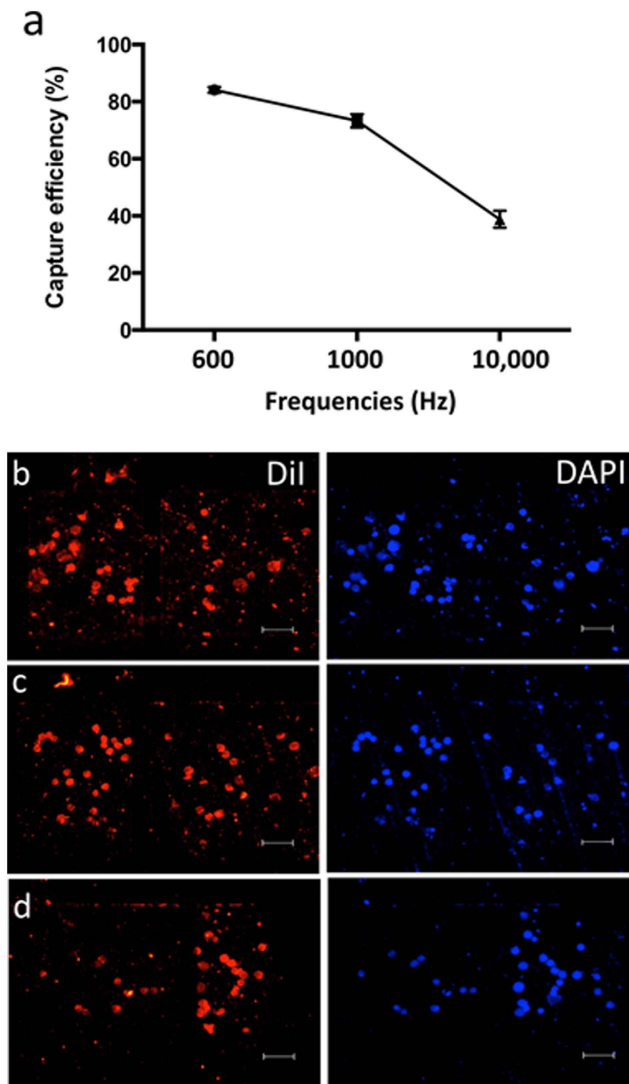 a
100
80
60
40
20
0
Capture efficiency (%)
600 1000 10,000
Frequencies (Hz)
b DiI DAPI
c
d